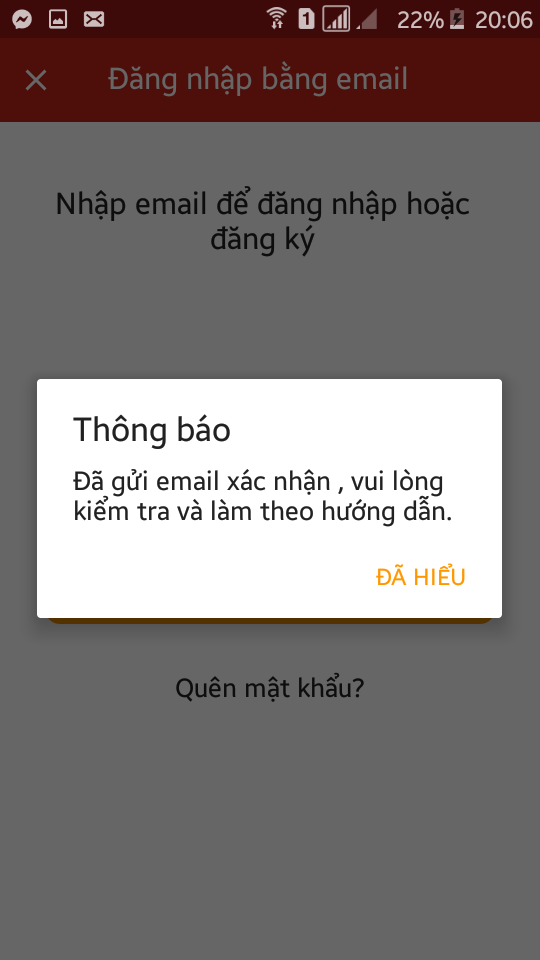 1 22% 20:06
Đăng nhập bằng email
Nhập email để đăng nhập hoặc
đăng ký
Thông báo
Đã gửi email xác nhận , vui lòng
kiểm tra và làm theo hướng dẫn.
ĐÃ HIỂU
Quên mật khẩu?